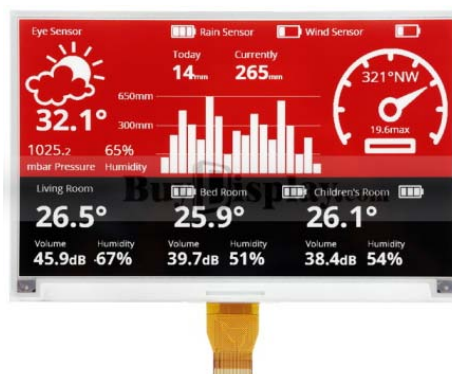 Eye Sensor Rain Sensor Wind Sensor
Today Currently
14mm 265mm
650mm
300mm
321°NW
19.6max
32.1°
1025.2 65%
mbar Pressure Humidity
BuyDisplay.com
Living Room Bed Room Children's Room
26.5° 25.9° 26.1°
Volume Humidity Volume Humidity Volume Humidity
45.9dB 67% 39.7dB 51% 38.4dB 54%